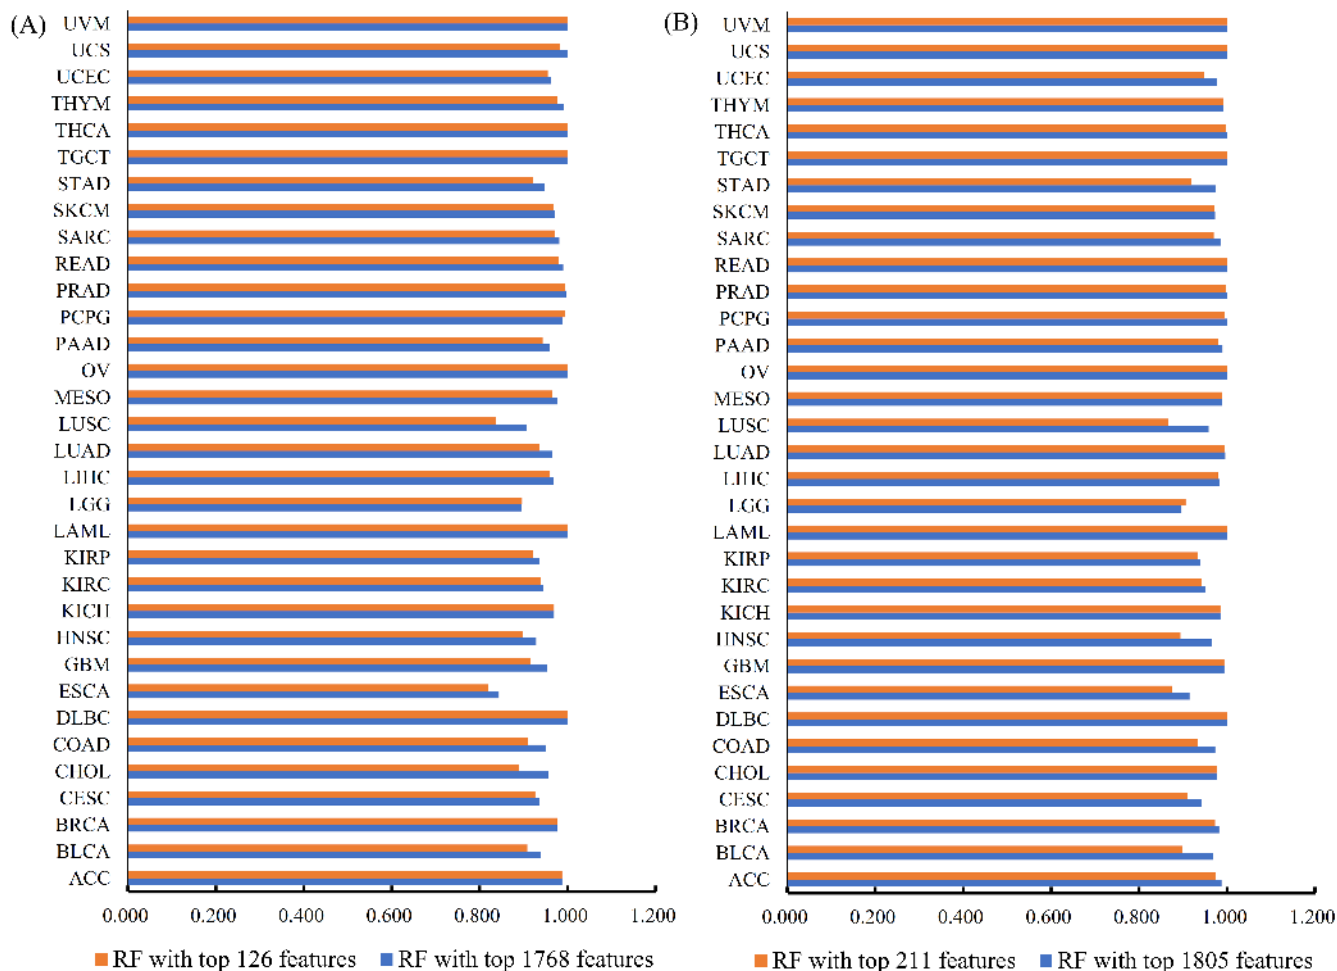 (A)
UVM
UCS
UCEC
THYM
THCA
TGCT
STAD
SKCM
SARC
READ
PRAD
PCPG
PAAD
OV
MESO
LUSC
LUAD
LIHC
LGG
LAML
KIRP
KIRC
KICH
HNSC
GBM
ESCA
DLBC
COAD
CHOL
CESC
BRCA
BLCA
ACC
0.000 0.200 0.400 0.600 0.800 1.000 1.200
RF with top 126 features RF with top 1768 features
(B)
UVM
UCS
UCEC
THYM
THCA
TGCT
STAD
SKCM
SARC
READ
PRAD
PCPG
PAAD
OV
MESO
LUSC
LUAD
LIHC
LGG
LAML
KIRP
KIRC
KICH
HNSC
GBM
ESCA
DLBC
COAD
CHOL
CESC
BRCA
BLCA
ACC
0.000 0.200 0.400 0.600 0.800 1.000 1.200
RF with top 211 features RF with top 1805 features